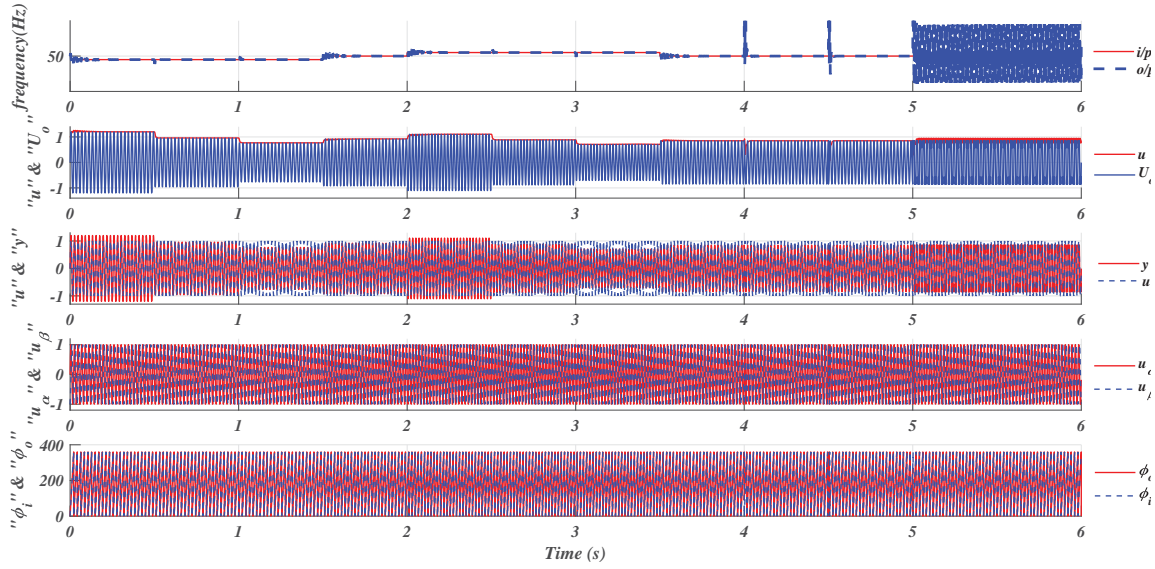 frequency(Hz)
50
0 1 2 3 4 5 6
i/p
o/p
"u" & "U_o"
1
0
-1
0 1 2 3 4 5 6
u
U
"u" & "y"
1
0
-1
0 1 2 3 4 5 6
y
u
"u_α" & "u_β"
1
0
-1
0 1 2 3 4 5 6
u
u
"ϕ_i" & "ϕ_o"
400
200
0
0 1 2 3 4 5 6
ϕ
ϕ_i
Time (s)